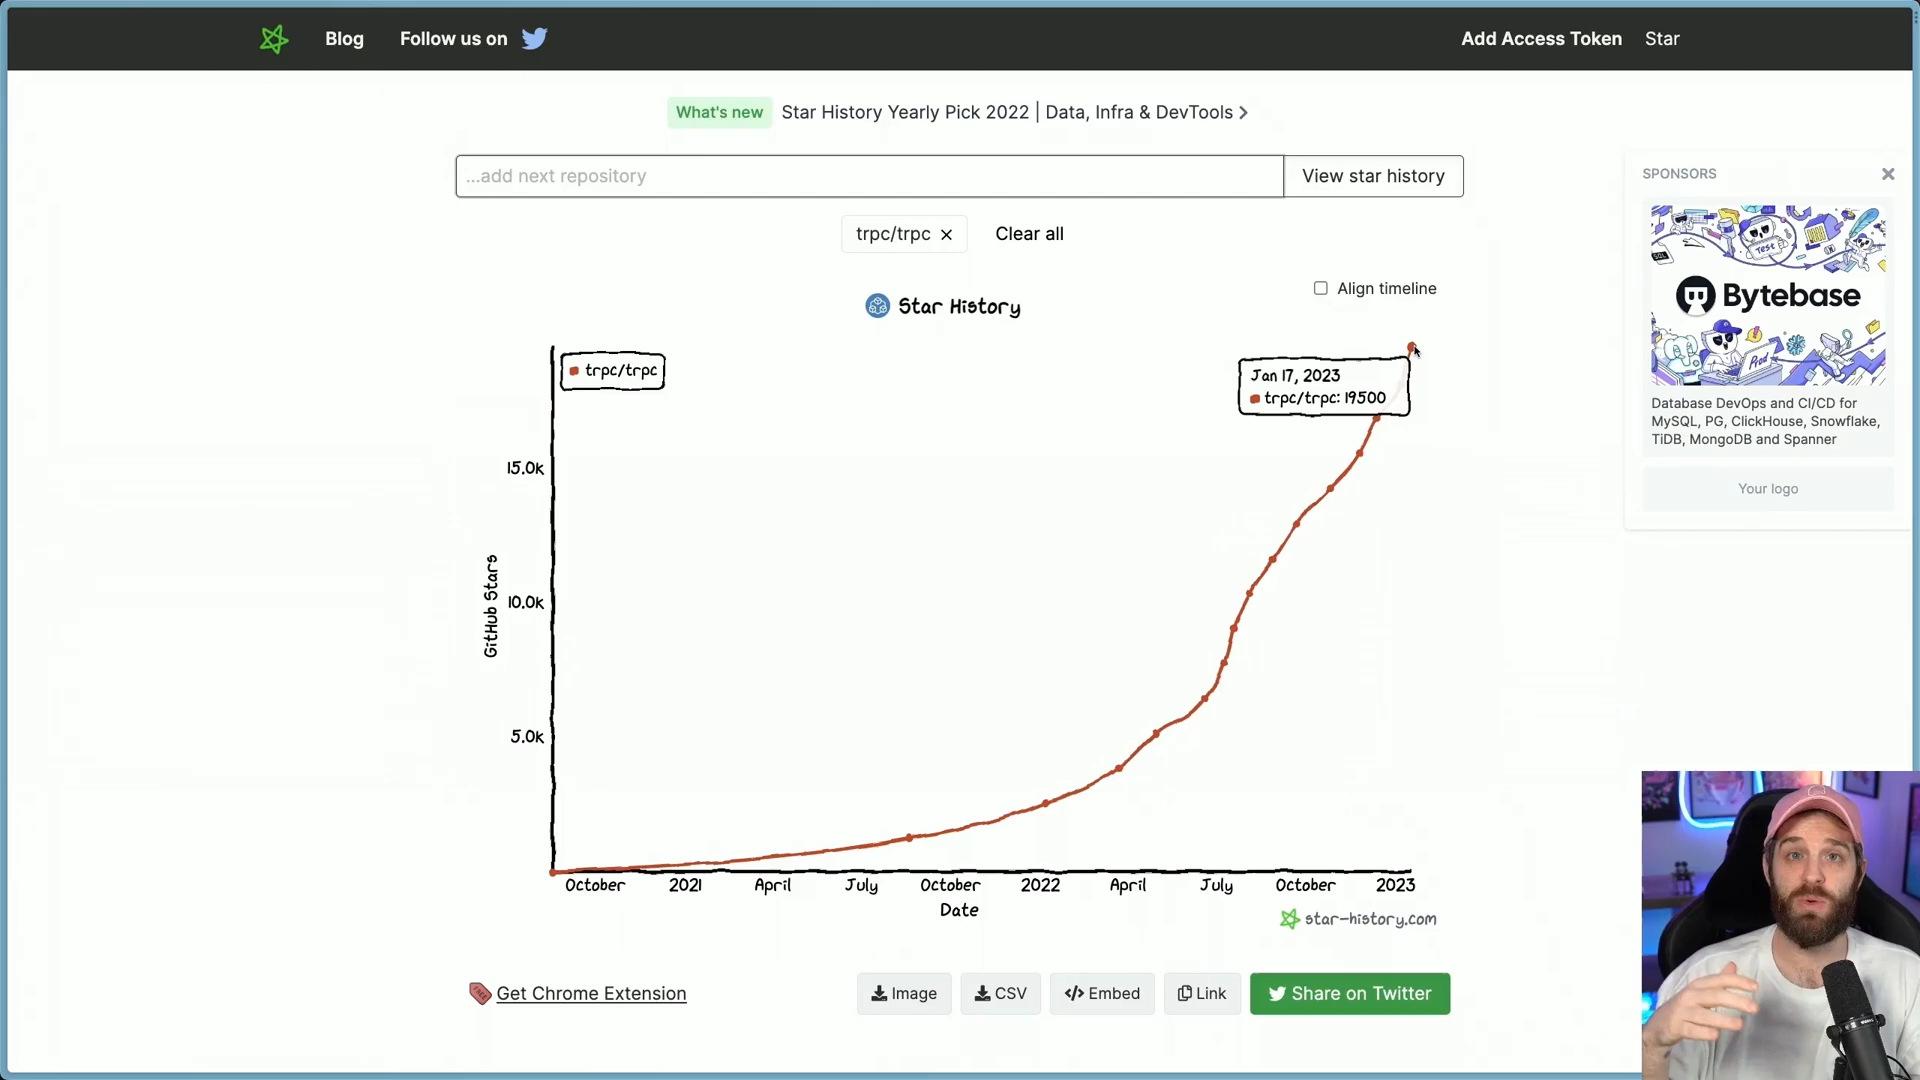 Blog
Follow us on
Add Access Token
Star
What's new
Star History Yearly Pick 2022 | Data, Infra & DevTools
...add next repository
View star history
trpc/trpc
Clear all
SPONSORS
Test
Bytebase
Prod
Database DevOps and CI/CD for
MySQL, PG, ClickHouse, Snowflake,
TiDB, MongoDB and Spanner
Your logo
Align timeline
Star History
trpc/trpc
Jan 17, 2023
trpc/trpc: 19500
15.0k
10.0k
5.0k
GitHub Stars
October
2021
April
July
October
2022
April
July
October
2023
Date
star-history.com
Get Chrome Extension
Image
CSV
Embed
Link
Share on Twitter